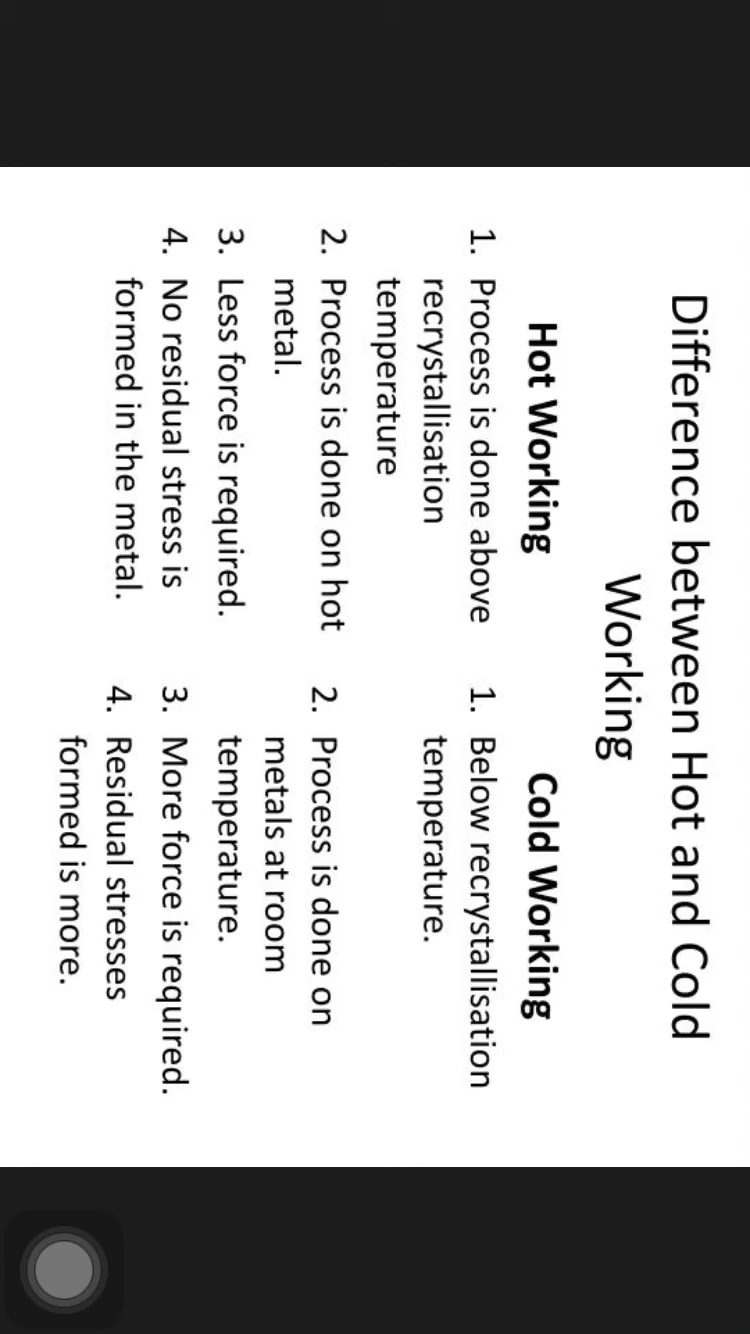 Difference between Hot and Cold
Working
Hot Working
1. Process is done above
recrystallisation
temperature
2. Process is done on hot
metal.
3. Less force is required.
4. No residual stress is
formed in the metal.
Cold Working
1. Below recrystallisation
temperature.
2. Process is done on
metals at room
temperature.
3. More force is required.
4. Residual stresses
formed is more.